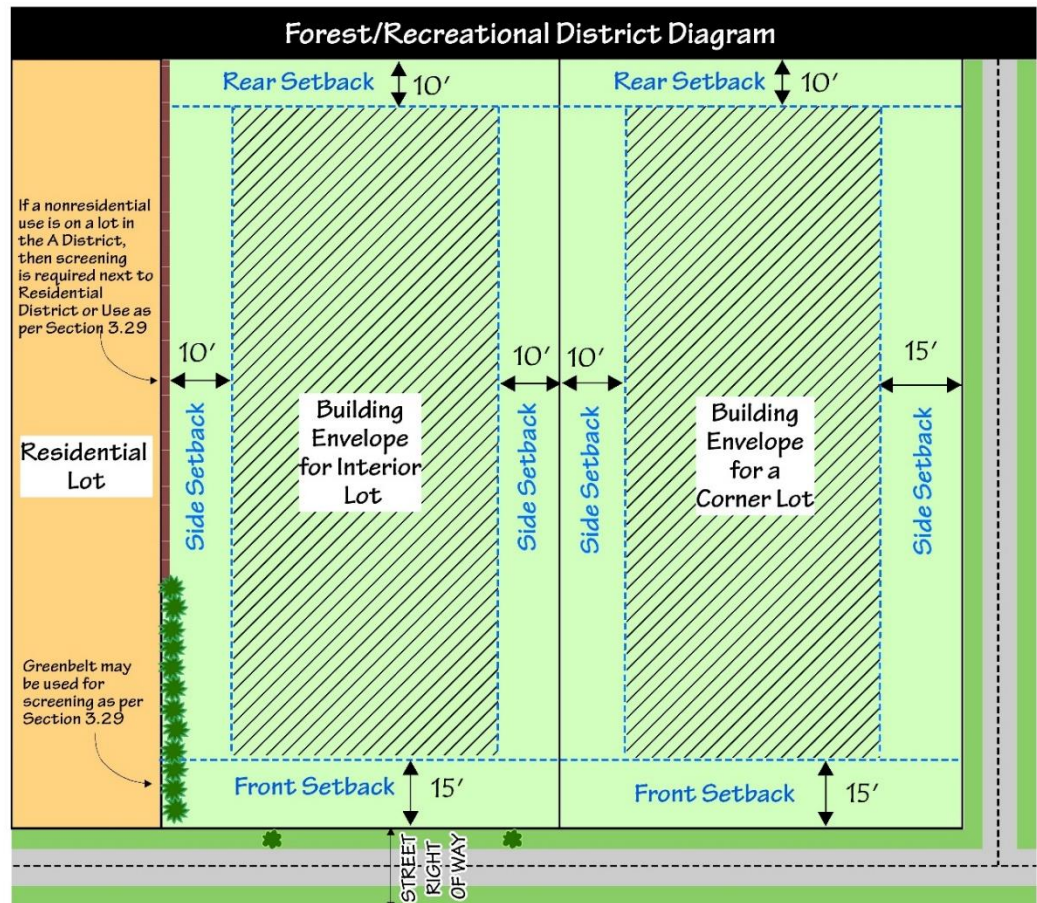 Forest/Recreational District Diagram
Rear Setback
10'
Rear Setback
10'
If a nonresidential
use is on a lot in
the A District,
then screening
is required next to
Residential
District or Use as
per Section 3.29
10'
10'
10'
15'
Residential
Lot
Side Setback
Building
Envelope
for Interior
Lot
Side Setback
Side Setback
Building
Envelope
for a
Corner Lot
Side Setback
Greenbelt may
be used for
screening as per
Section 3.29
Front Setback
15'
Front Setback
15'
STREET
RIGHT
OF WAY